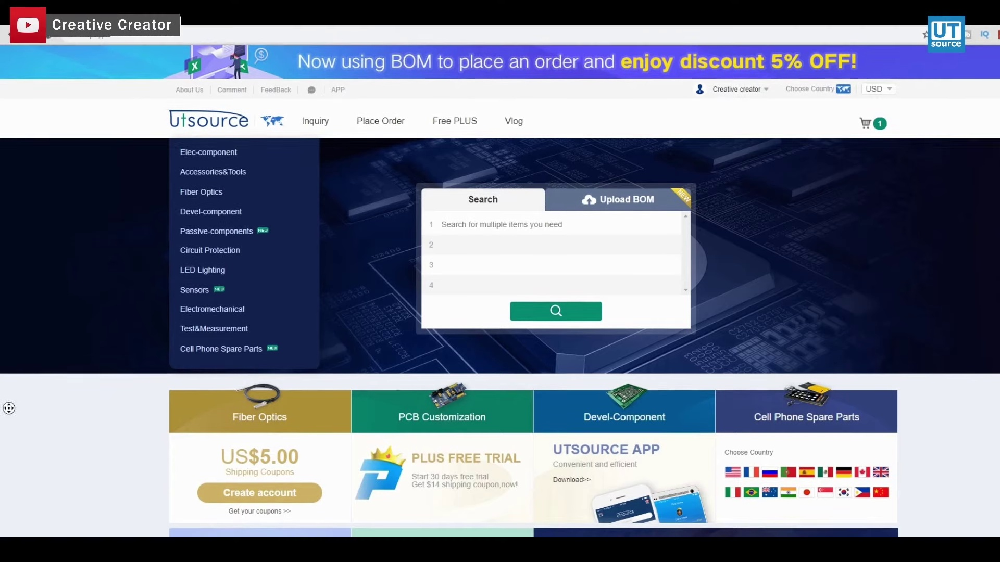 Creative Creator
UT
source
IQ
Now using BOM to place an order and enjoy discount 5% OFF!
About Us
Comment
FeedBack
APP
Creative creator
Choose Country
USD
utsource
Inquiry
Place Order
Free PLUS
Vlog
1
Elec-component
Accessories&Tools
Fiber Optics
Devel-component
Passive-components NEW
Circuit Protection
LED Lighting
Sensors NEW
Electromechanical
Test&Measurement
Cell Phone Spare Parts NEW
Search
Upload BOM
NEW
1 Search for multiple items you need
2
3
4
Fiber Optics
PCB Customization
Devel-Component
Cell Phone Spare Parts
US$5.00
Shipping Coupons
Create account
Get your coupons >>
PLUS FREE TRIAL
Start 30 days free trial
Get $14 shipping coupon,now!
UTSOURCE APP
Convenient and efficient
Download>>
utsource
Choose Country